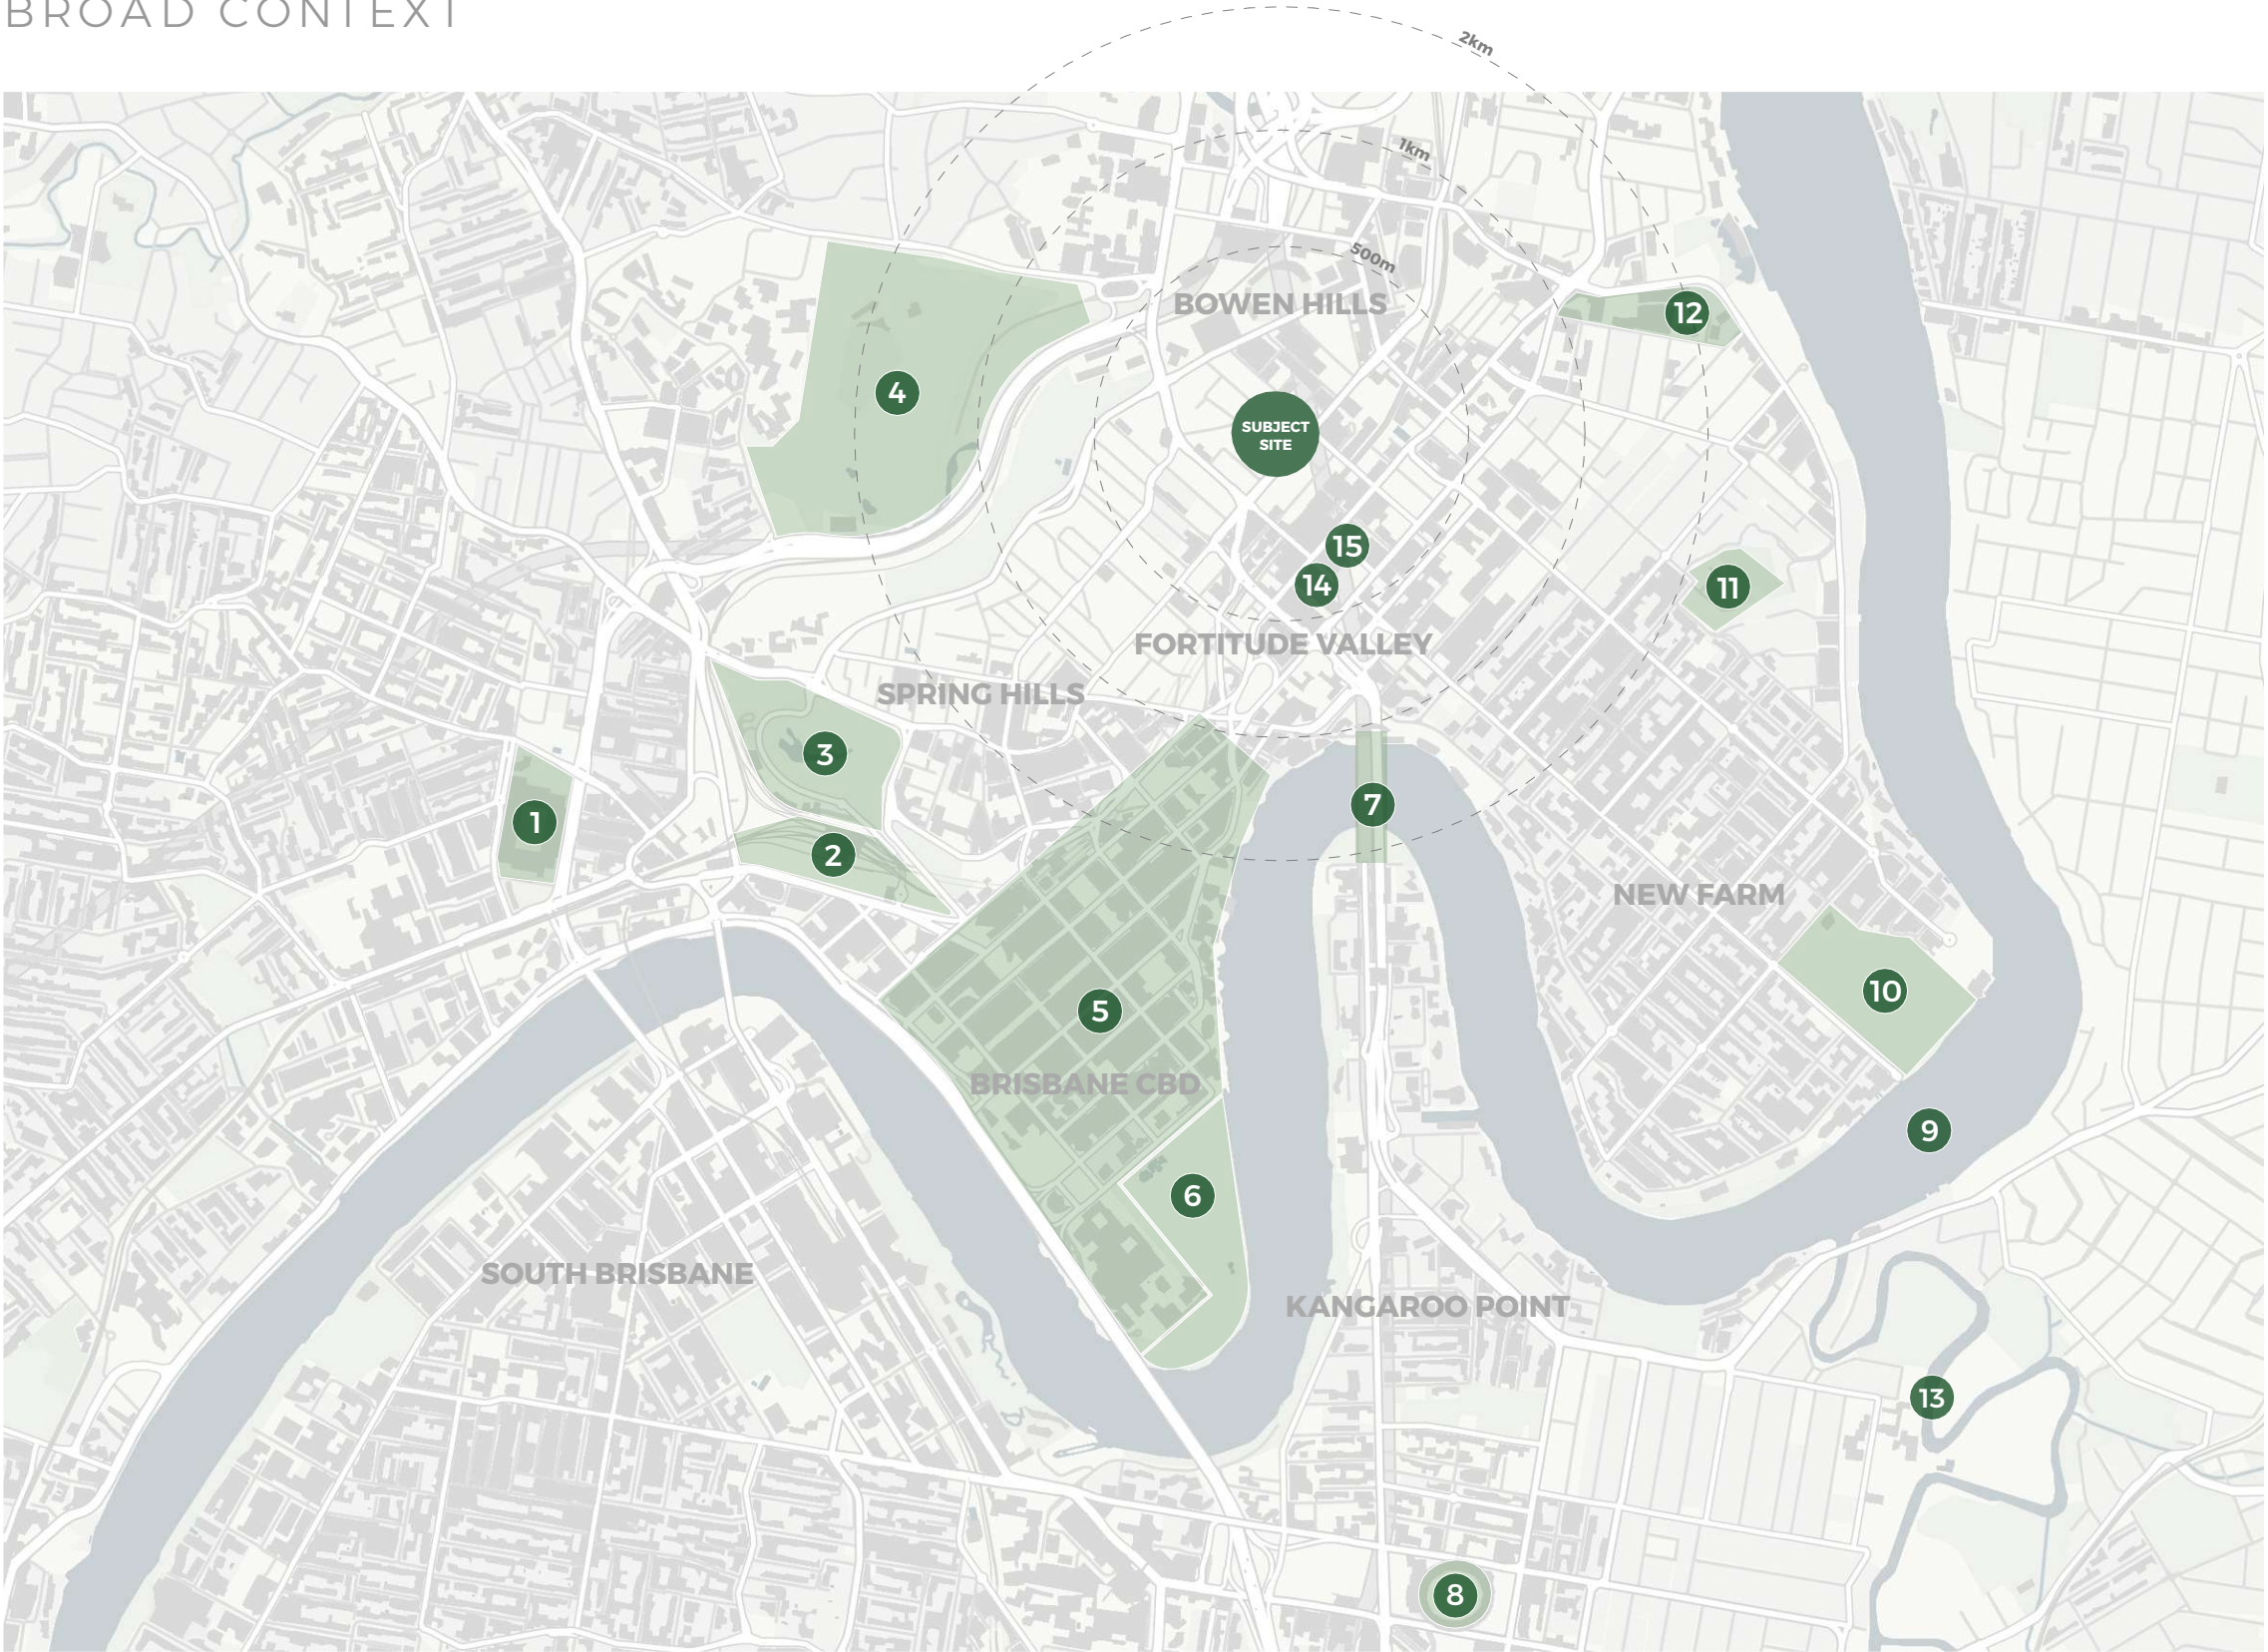 BROAD CONTEXT
2km
1km
500m
BOWEN HILLS
12
4
SUBJECT
SITE
15
14
11
FORTITUDE VALLEY
SPRING HILLS
3
7
1
2
NEW FARM
10
5
BRISBANE CBD
9
6
SOUTH BRISBANE
KANGAROO POINT
13
8